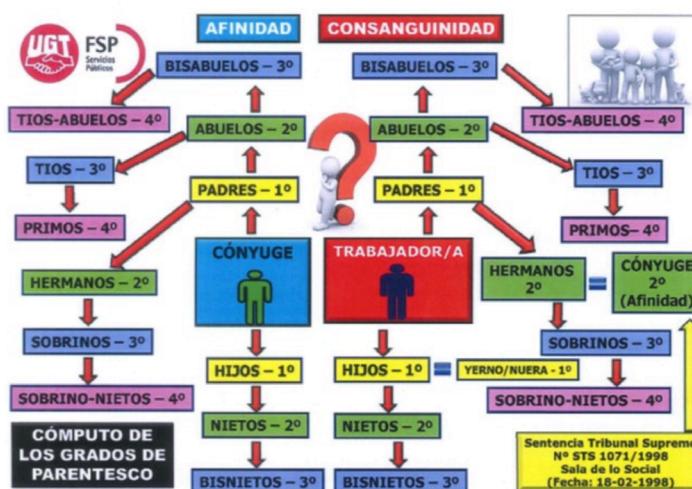 UGT
FSP
Servicios
Públicos
AFINIDAD
CONSANGUINIDAD
BISABUELOS – 3º
BISABUELOS – 3º
TIOS-ABUELOS – 4º
ABUELOS – 2º
ABUELOS – 2º
TIOS-ABUELOS – 4º
TIOS – 3º
TIOS – 3º
PADRES – 1º
PADRES – 1º
PRIMOS – 4º
PRIMOS–4º
CÓNYUGE
TRABAJADOR/A
HERMANOS – 2º
HERMANOS
2º
=
CÓNYUGE
2º
(Afinidad)
SOBRINOS – 3º
SOBRINOS – 3º
HIJOS – 1º
HIJOS – 1º
=
YERNO/NUERA - 1º
SOBRINO-NIETOS – 4º
SOBRINO-NIETOS – 4º
NIETOS – 2º
NIETOS – 2º
BISNIETOS – 3º
BISNIETOS – 3º
CÓMPUTO DE
LOS GRADOS DE
PARENTESCO
Sentencia Tribunal Supremo
Nº STS 1071/1998
Sala de lo Social
(Fecha: 18-02-1998)
?